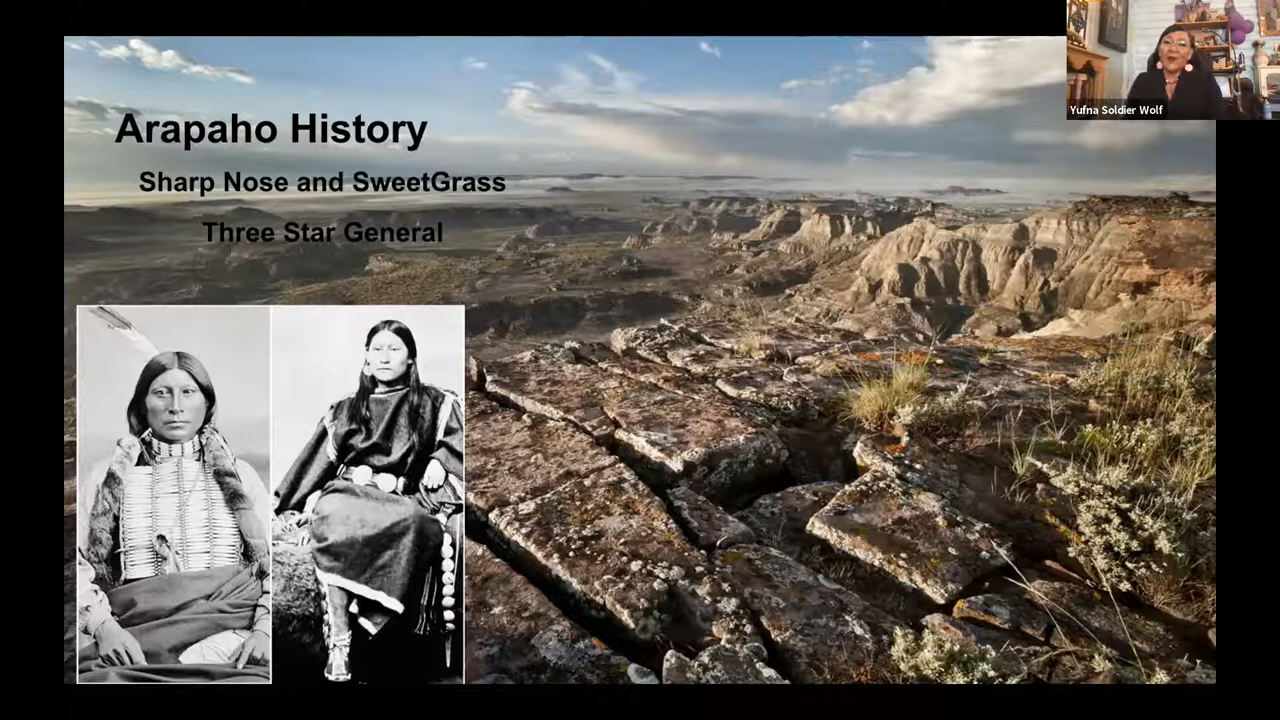 Arapaho History
Sharp Nose and SweetGrass
Three Star General
Yufna Soldier Wolf